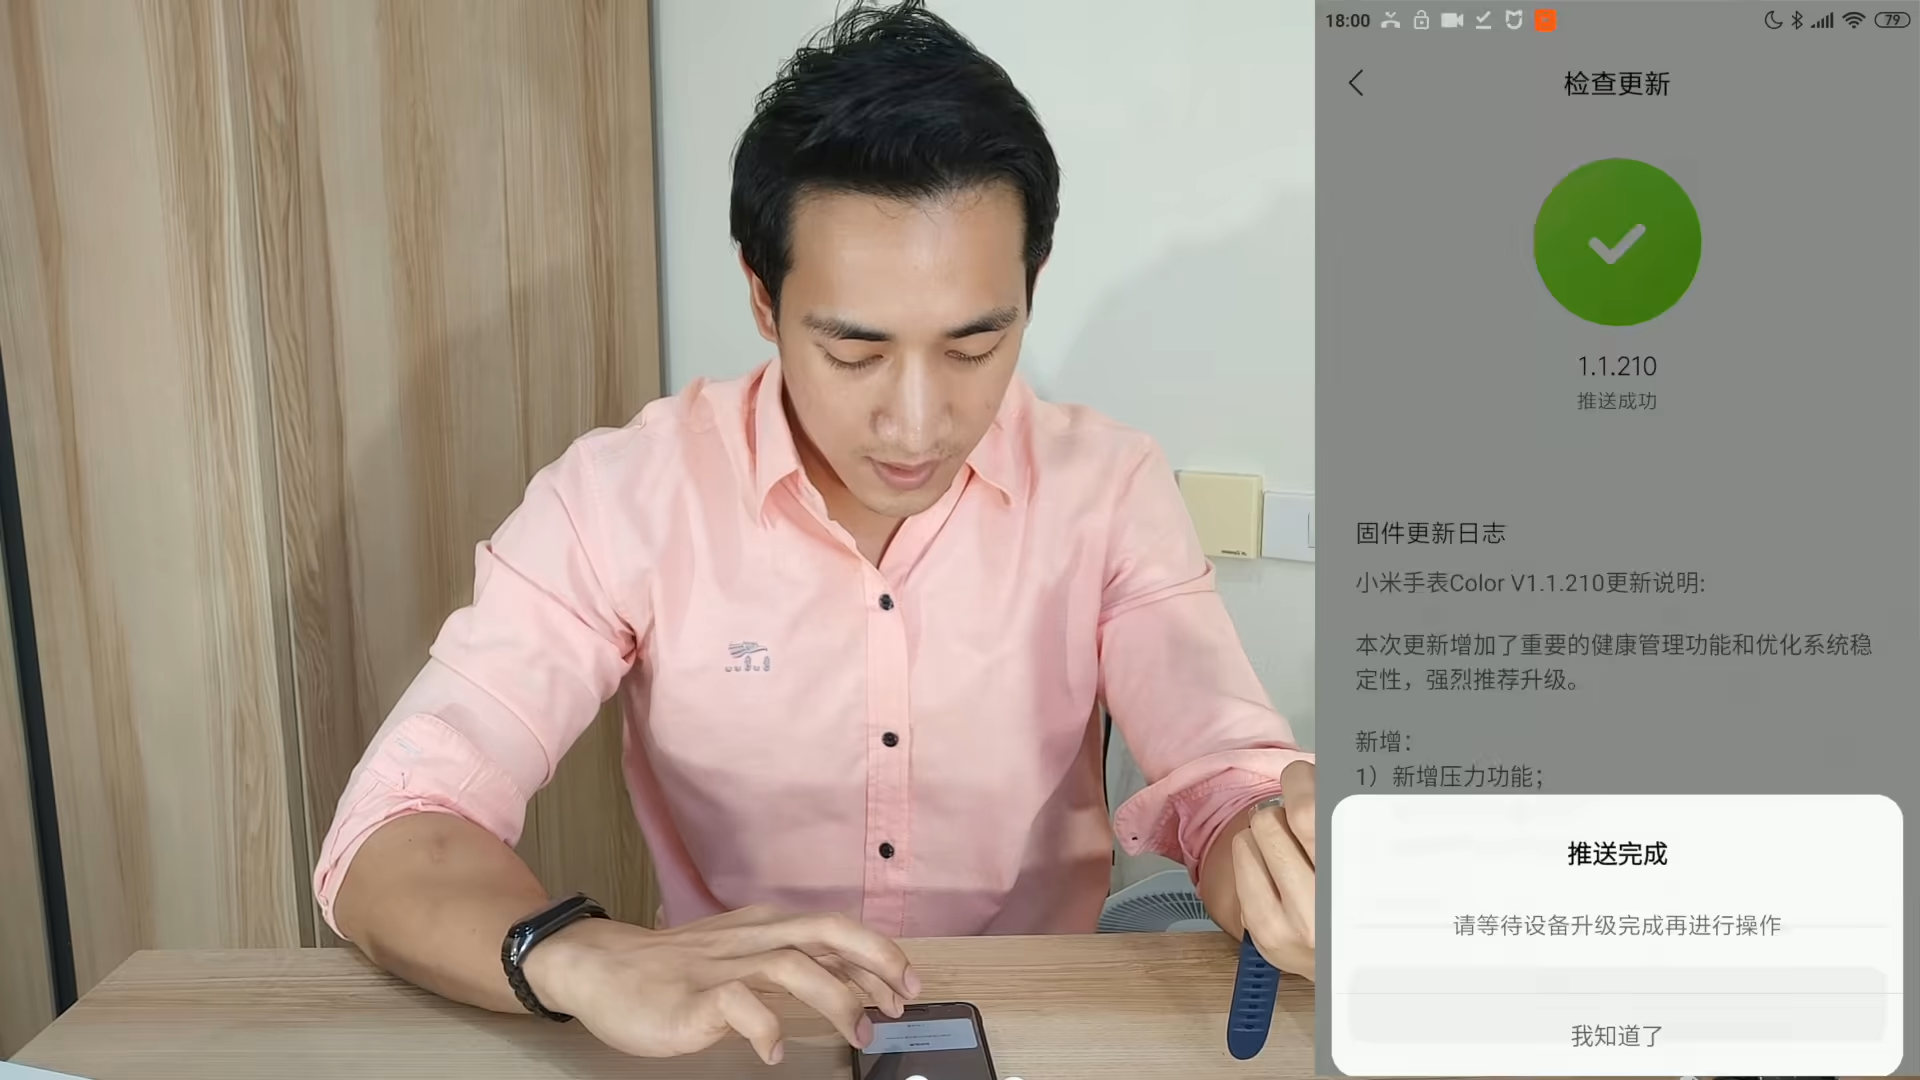 18:00
79
检查更新
1.1.210
推送成功
固件更新日志
小米手表Color V1.1.210更新说明:
本次更新增加了重要的健康管理功能和优化系统稳
定性，强烈推荐升级。
新增：
1）新增压力功能；
推送完成
请等待设备升级完成再进行操作
我知道了